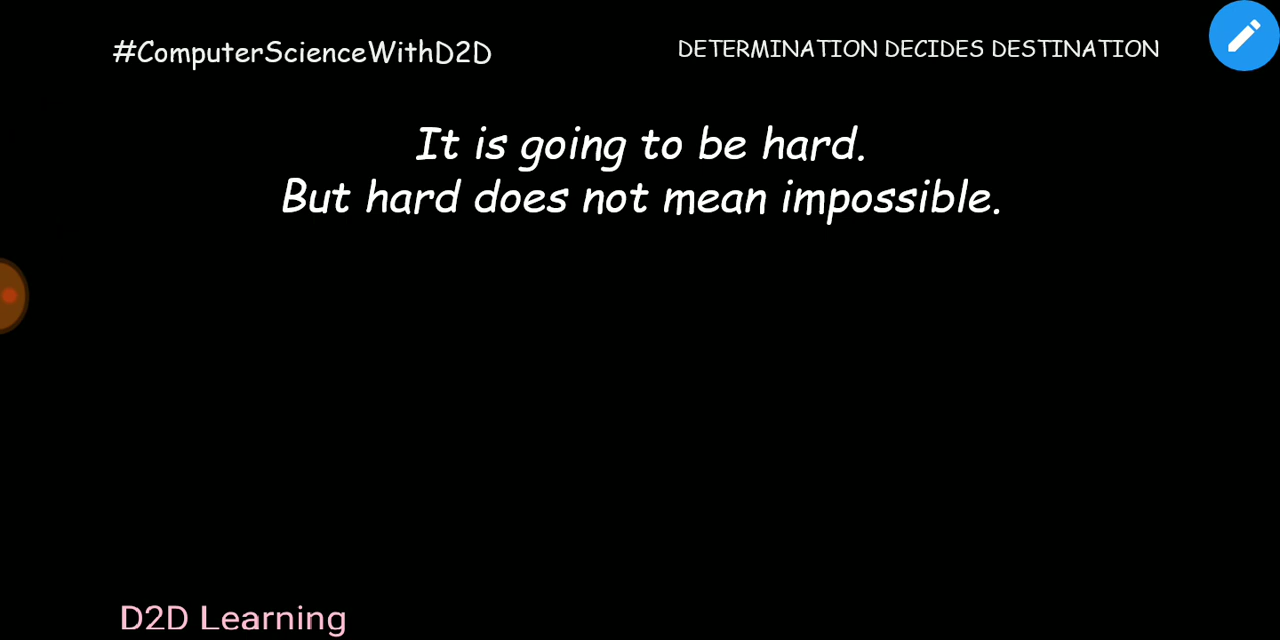 #ComputerScienceWithD2D
DETERMINATION DECIDES DESTINATION
It is going to be hard.
But hard does not mean impossible.
D2D Learning